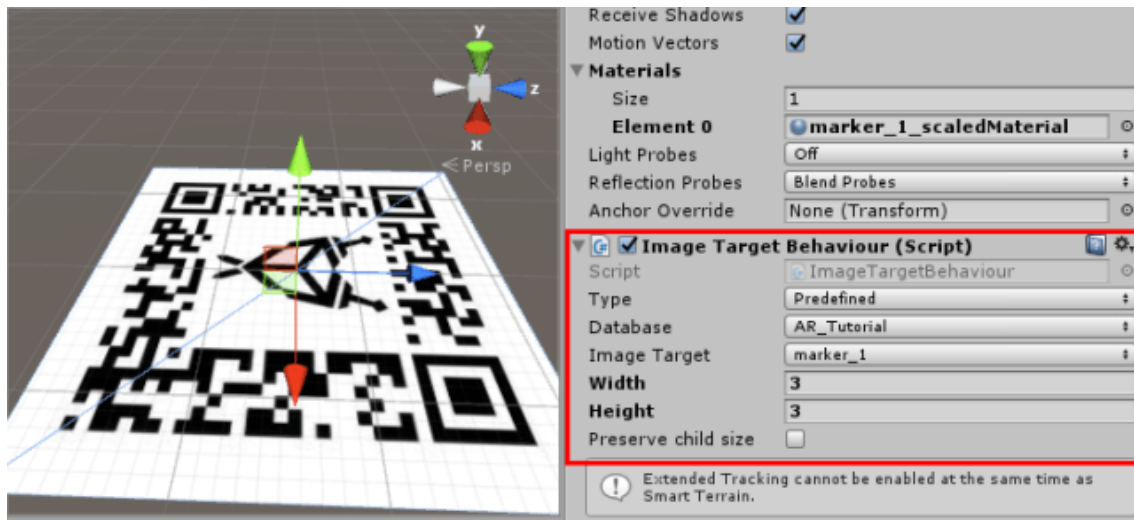 y
z
x
Persp
Receive Shadows
Motion Vectors
Materials
Size 1
Element 0 marker_1_scaledMaterial
Light Probes Off
Reflection Probes Blend Probes
Anchor Override None (Transform)
Image Target Behaviour (Script)
Script ImageTargetBehaviour
Type Predefined
Database AR_Tutorial
Image Target marker_1
Width 3
Height 3
Preserve child size
Extended Tracking cannot be enabled at the same time as
Smart Terrain.